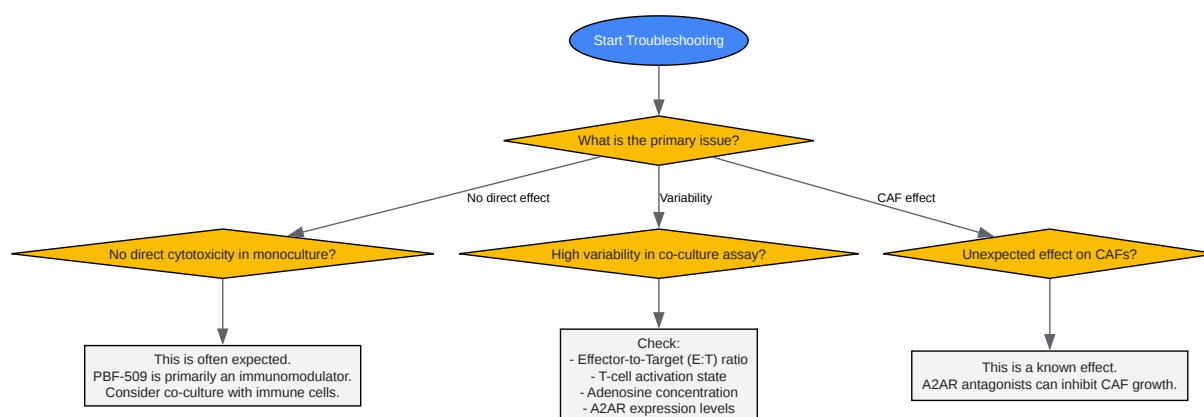 Start Troubleshooting
What is the primary issue?
No direct effect
Variability
CAF effect
No direct cytotoxicity in monoculture?
High variability in co-culture assay?
Unexpected effect on CAFs?
This is often expected.
PBF-509 is primarily an immunomodulator.
Consider co-culture with immune cells.
Check:
- Effector-to-Target (E:T) ratio
- T-cell activation state
- Adenosine concentration
- A2AR expression levels
This is a known effect.
A2AR antagonists can inhibit CAF growth.